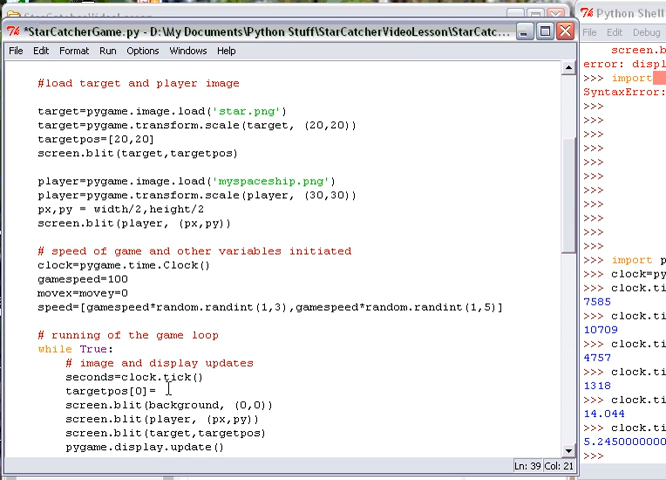 StarCatcherVideoLesson
*StarCatcherGame.py - D:\My Documents\Python Stuff\StarCatcherVideoLesson\StarCatc...
File Edit Format Run Options Windows Help
#load target and player image
target=pygame.image.load('star.png')
target=pygame.transform.scale(target, (20,20))
targetpos=[20,20]
screen.blit(target,targetpos)
player=pygame.image.load('myspaceship.png')
player=pygame.transform.scale(player, (30,30))
px,py = width/2,height/2
screen.blit(player, (px,py))
# speed of game and other variables initiated
clock=pygame.time.Clock()
gamespeed=100
movex=movey=0
speed=[gamespeed*random.randint(1,3),gamespeed*random.randint(1,5)]
# running of the game loop
while True:
# image and display updates
seconds=clock.tick()
targetpos[0]=
screen.blit(background, (0,0))
screen.blit(player, (px,py))
screen.blit(target,targetpos)
pygame.display.update()
Ln: 39 Col: 21
Python Shell
File Edit
screen.b
error: displ
>>> import
SyntaxError:
>>>
>>>
>>>
>>>
>>>
>>>
>>>
>>>
>>>
>>> import p
>>> clock=py
>>> clock.ti
7585
>>> clock.ti
10709
>>> clock.ti
4757
>>> clock.ti
1318
>>> clock.ti
14.044
>>> clock.ti
5.2450000000
>>>